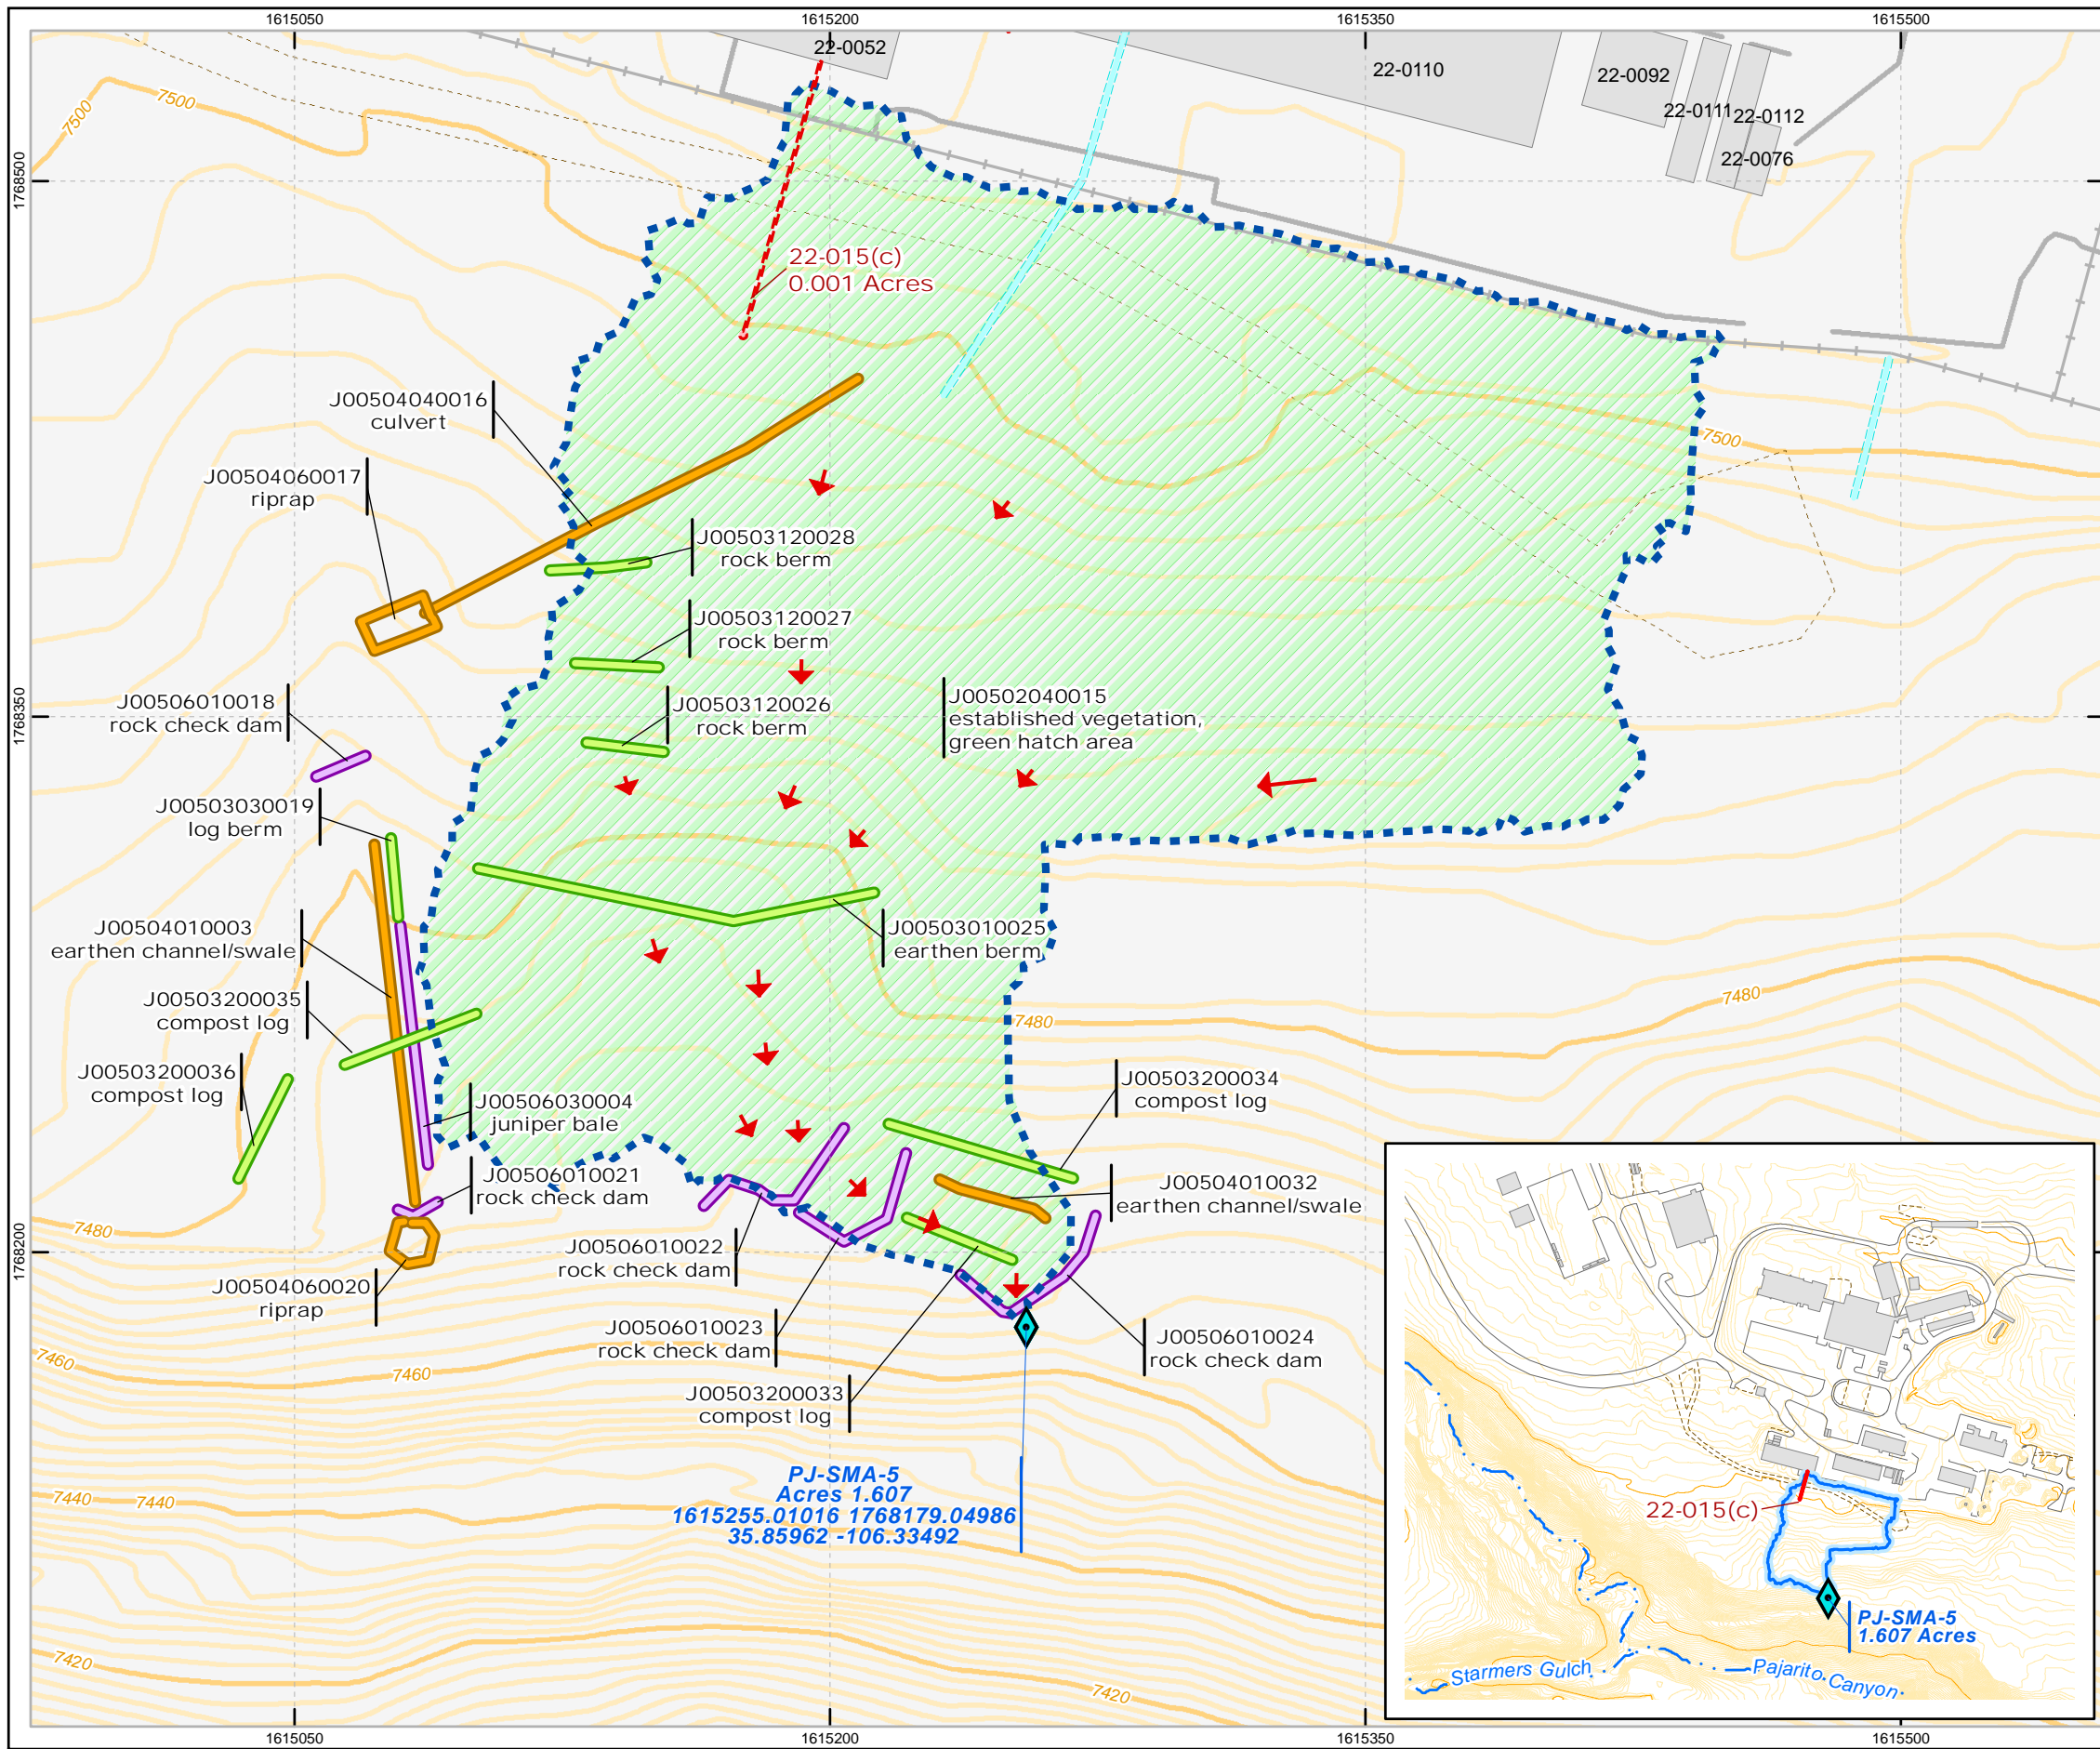 1615050
1615200
1615350
1615500
22-0052
22-0110
22-0092
22-0111
22-0112
22-0076
7500
7500
1768500
22-015(c)
0.001 Acres
J00504040016
culvert
7500
J00504060017
riprap
J00503120028
rock berm
J00503120027
rock berm
J00506010018
rock check dam
J00503120026
rock berm
J00502040015
established vegetation,
green hatch area
1768350
J00503030019
log berm
J00504010003
earthen channel/swale
J00503010025
earthen berm
J00503200035
compost log
7480
7480
J00503200036
compost log
J00506030004
juniper bale
J00503200034
compost log
J00506010021
rock check dam
J00504010032
earthen channel/swale
7480
1768200
J00506010022
rock check dam
J00504060020
riprap
J00506010023
rock check dam
J00506010024
rock check dam
7460
7460
J00503200033
compost log
PJ-SMA-5
Acres 1.607
1615255.01016 1768179.04986
35.85962 -106.33492
7440
7440
7420
7420
22-015(c)
PJ-SMA-5
1.607 Acres
Starmers Gulch
Pajarito Canyon
1615050
1615200
1615350
1615500